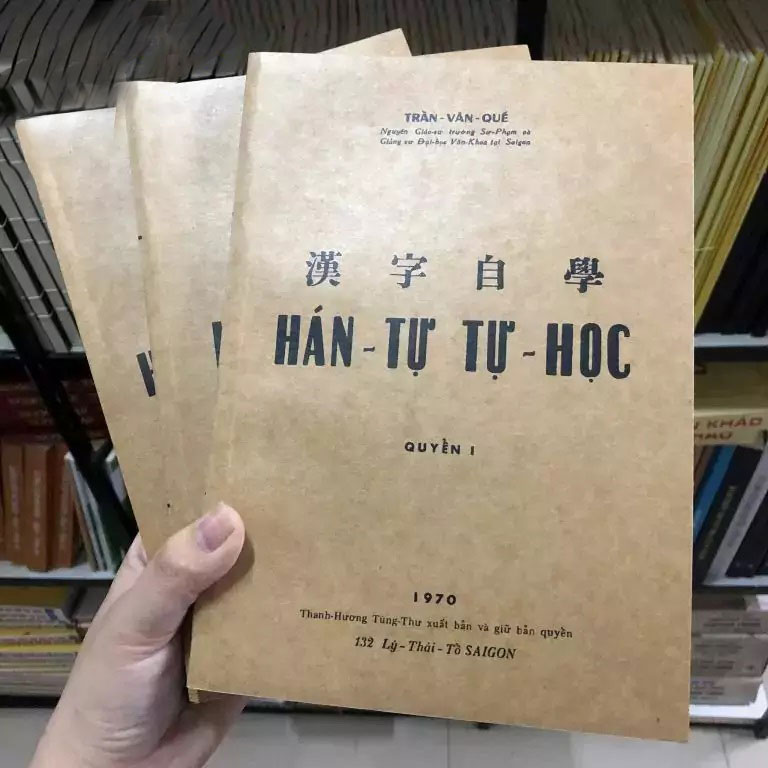 TRẦN-VĂN-QUẾ
Nguyên Giáo-sư trường Sư-Phạm và
Giảng sư Đại-học Văn-Khoa tại Saigon
漢字自學
HÁN-TỰ TỰ-HỌC
QUYỀN I
1970
Thanh-Hương Tùng-Thư xuất bản và giữ bản quyền
132 Lý-Thái-Tổ SAIGON
KHẢO